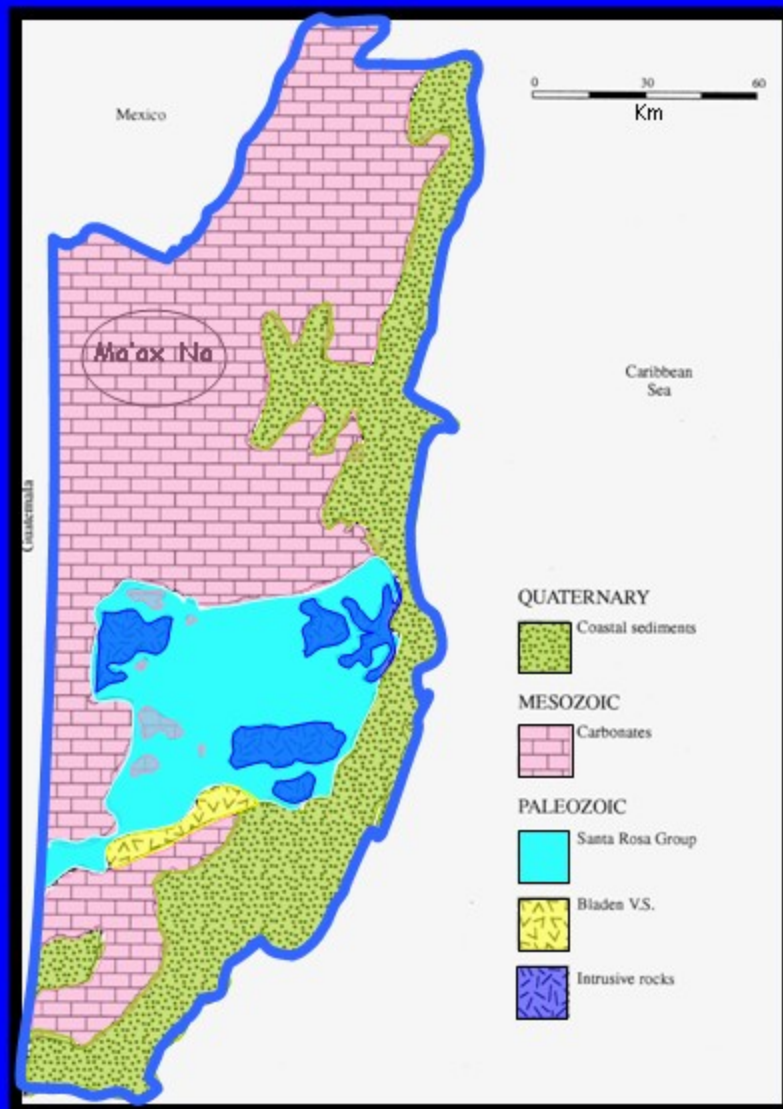 0 30 60
Km
Mexico
Ma'ax Na
Caribbean
Sea
Guatemala
QUATERNARY
Coastal sediments
MESOZOIC
Carbonates
PALEOZOIC
Santa Rosa Group
Bladen V.S.
Intrusive rocks